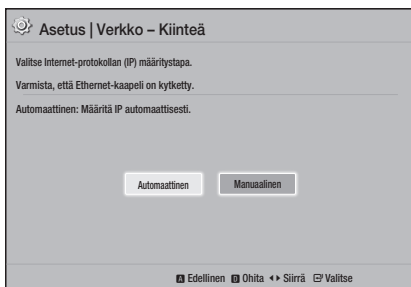 Asetus | Verkko – Kiinteä
Valitse Internet-protokollan (IP) määritystapa.
Varmista, että Ethernet-kaapeli on kytketty.
Automaattinen: Määritä IP automaattisesti.
Automaattinen Manuaalinen
A Edellinen D Ohita Siirrä Valitse